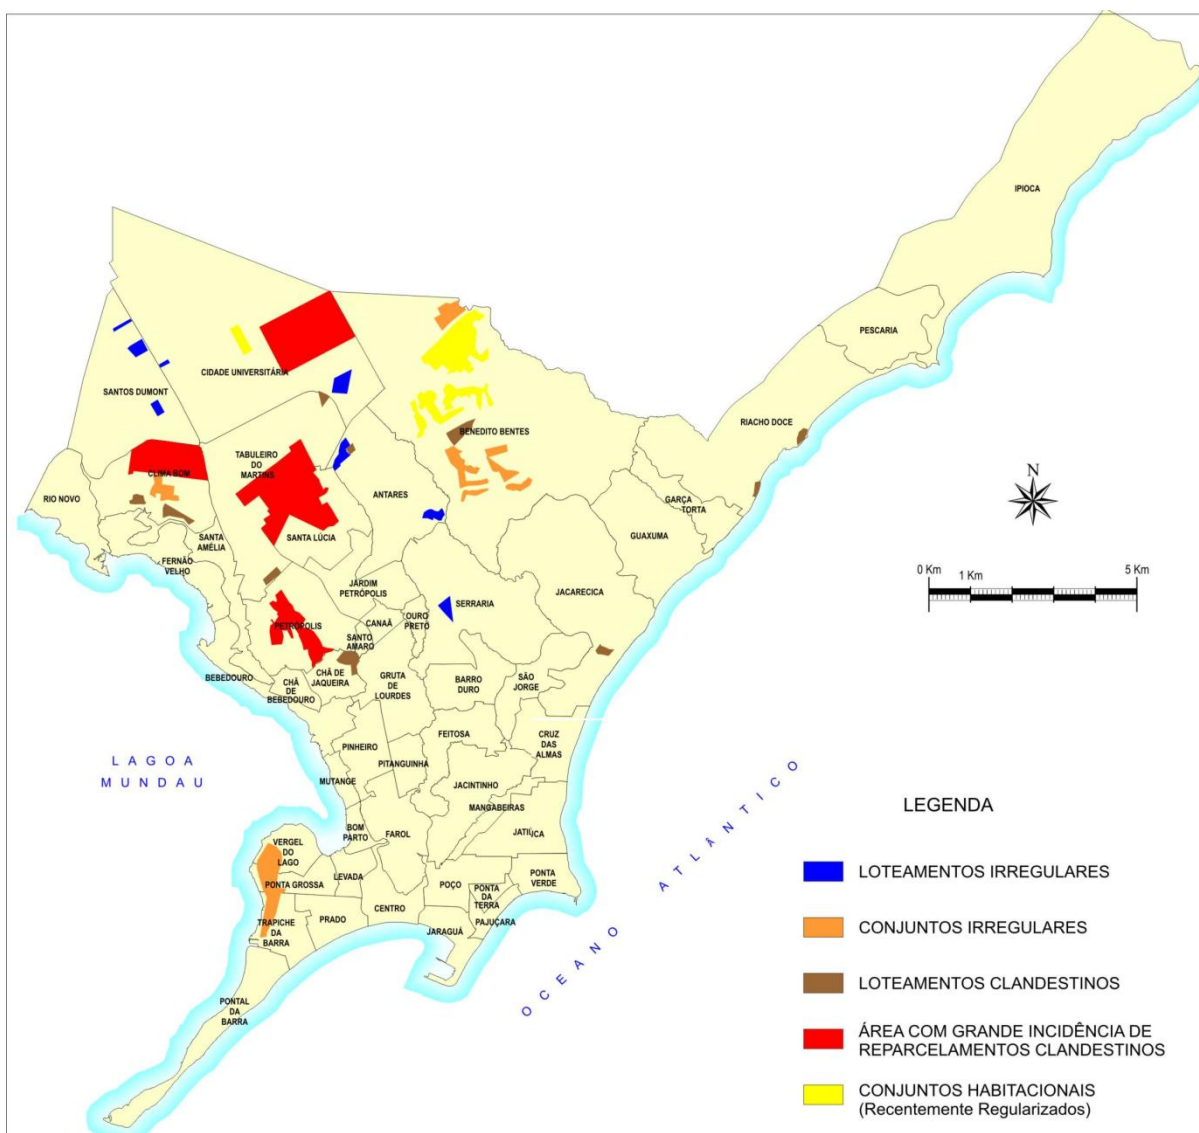 IPIOCA
PESCARIA
RIACHO DOCE
CIDADE UNIVERSITÁRIA
SANTOS DUMONT
BENEDITO BENTES
TABULEIRO
DO
MARTINS
CLIMA BOM
ANTARES
RIO NOVO
GARÇA
TORTA
SANTA
AMÉLIA
SANTA LÚCIA
GUAXUMA
FERNÃO
VELHO
JARDIM
PETRÓPOLIS
JACARECICA
SERRARIA
OURO
PRETO
CANAÃ
PETRÓPOLIS
SANTO
AMARO
BEBEDOURO
CHÃ DE
JAQUEIRA
CHÃ
DE
BEBEDOURO
GRUTA
DE
LOURDES
BARRO
DURO
SÃO
JORGE
FEITOSA
CRUZ
DAS
ALMAS
PINHEIRO
PITANGUINHA
MUTANGE
JACINTINHO
MANGABEIRAS
BOM
PARTO
FAROL
JATIÚCA
VERGEL
DO
LAGO
LEVADA
PONTA GROSSA
POÇO
PONTA
DA
TERRA
PONTA
VERDE
TRAPICHE
DA
BARRA
PRADO
CENTRO
JARAGUÁ
PAJUÇARA
PONTAL
DA
BARRA
LAGOA
MUNDAU
OCEANO ATLÂNTICO
N
0 Km 1 Km 5 Km
LEGENDA
LOTEAMENTOS IRREGULARES
CONJUNTOS IRREGULARES
LOTEAMENTOS CLANDESTINOS
ÁREA COM GRANDE INCIDÊNCIA DE
REPARCELAMENTOS CLANDESTINOS
CONJUNTOS HABITACIONAIS
(Recentemente Regularizados)